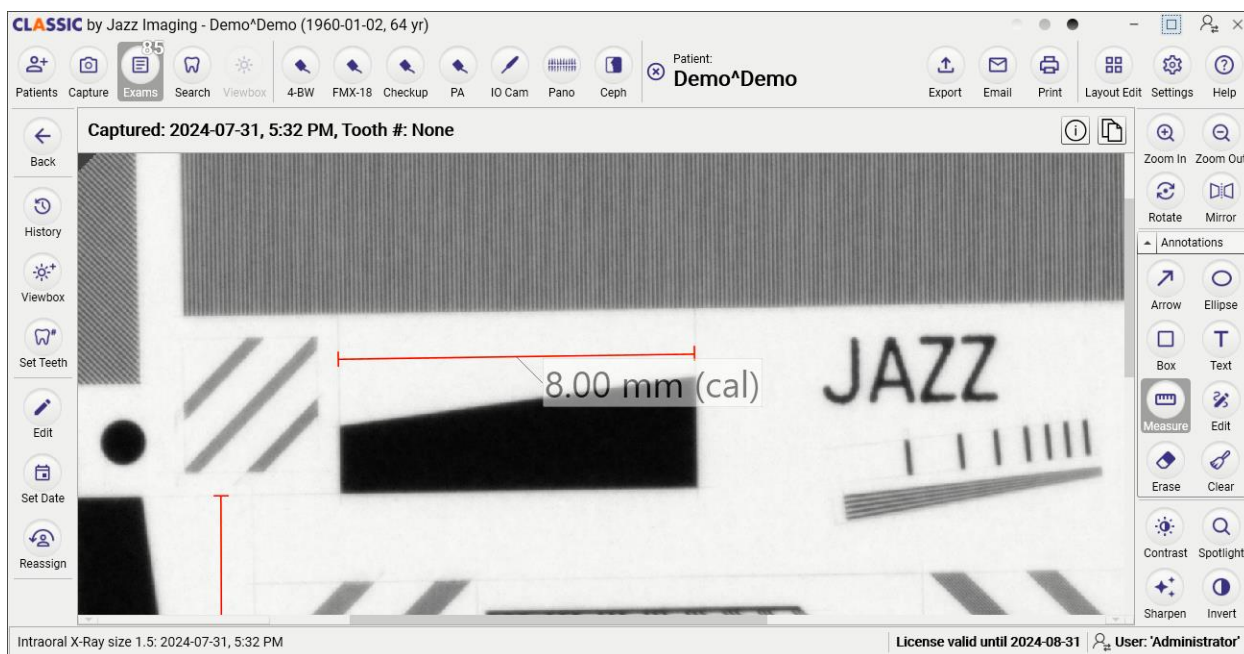 CLASSIC by Jazz Imaging - Demo^Demo (1960-01-02, 64 yr)
Patients
Capture
85
Exams
Search
Viewbox
4-BW
FMX-18
Checkup
PA
IO Cam
Pano
Ceph
Patient:
Demo^Demo
Export
Email
Print
Layout Edit
Settings
Help
Back
Captured: 2024-07-31, 5:32 PM, Tooth #: None
Zoom In
Zoom Out
History
Rotate
Mirror
Annotations
Viewbox
Arrow
Ellipse
Set Teeth
JAZZ
8.00 mm (cal)
Box
Text
Edit
Measure
Edit
Set Date
Erase
Clear
Reassign
Contrast
Spotlight
Sharpen
Invert
Intraoral X-Ray size 1.5: 2024-07-31, 5:32 PM
License valid until 2024-08-31
User: 'Administrator'